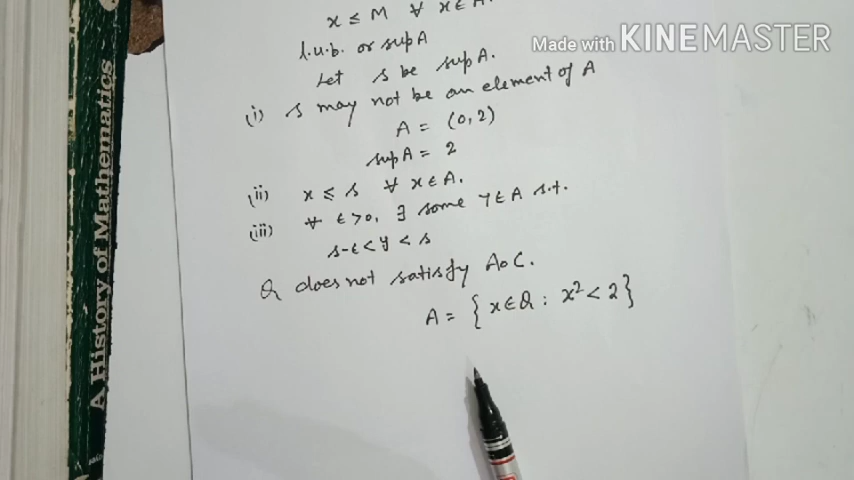 x ≤ M ∀ x ∈ A.
l.u.b. or sup A
Let s be sup A.
(i) s may not be an element of A
A = (0, 2)
sup A = 2
(ii) x ≤ s ∀ x ∈ A.
(iii) ∀ ε > 0, ∃ some y ∈ A s.t.
s-ε < y < s
Q does not satisfy AoC.
A = { x ∈ Q : x² < 2 }
Made with KINEMASTER
A History of Mathematics